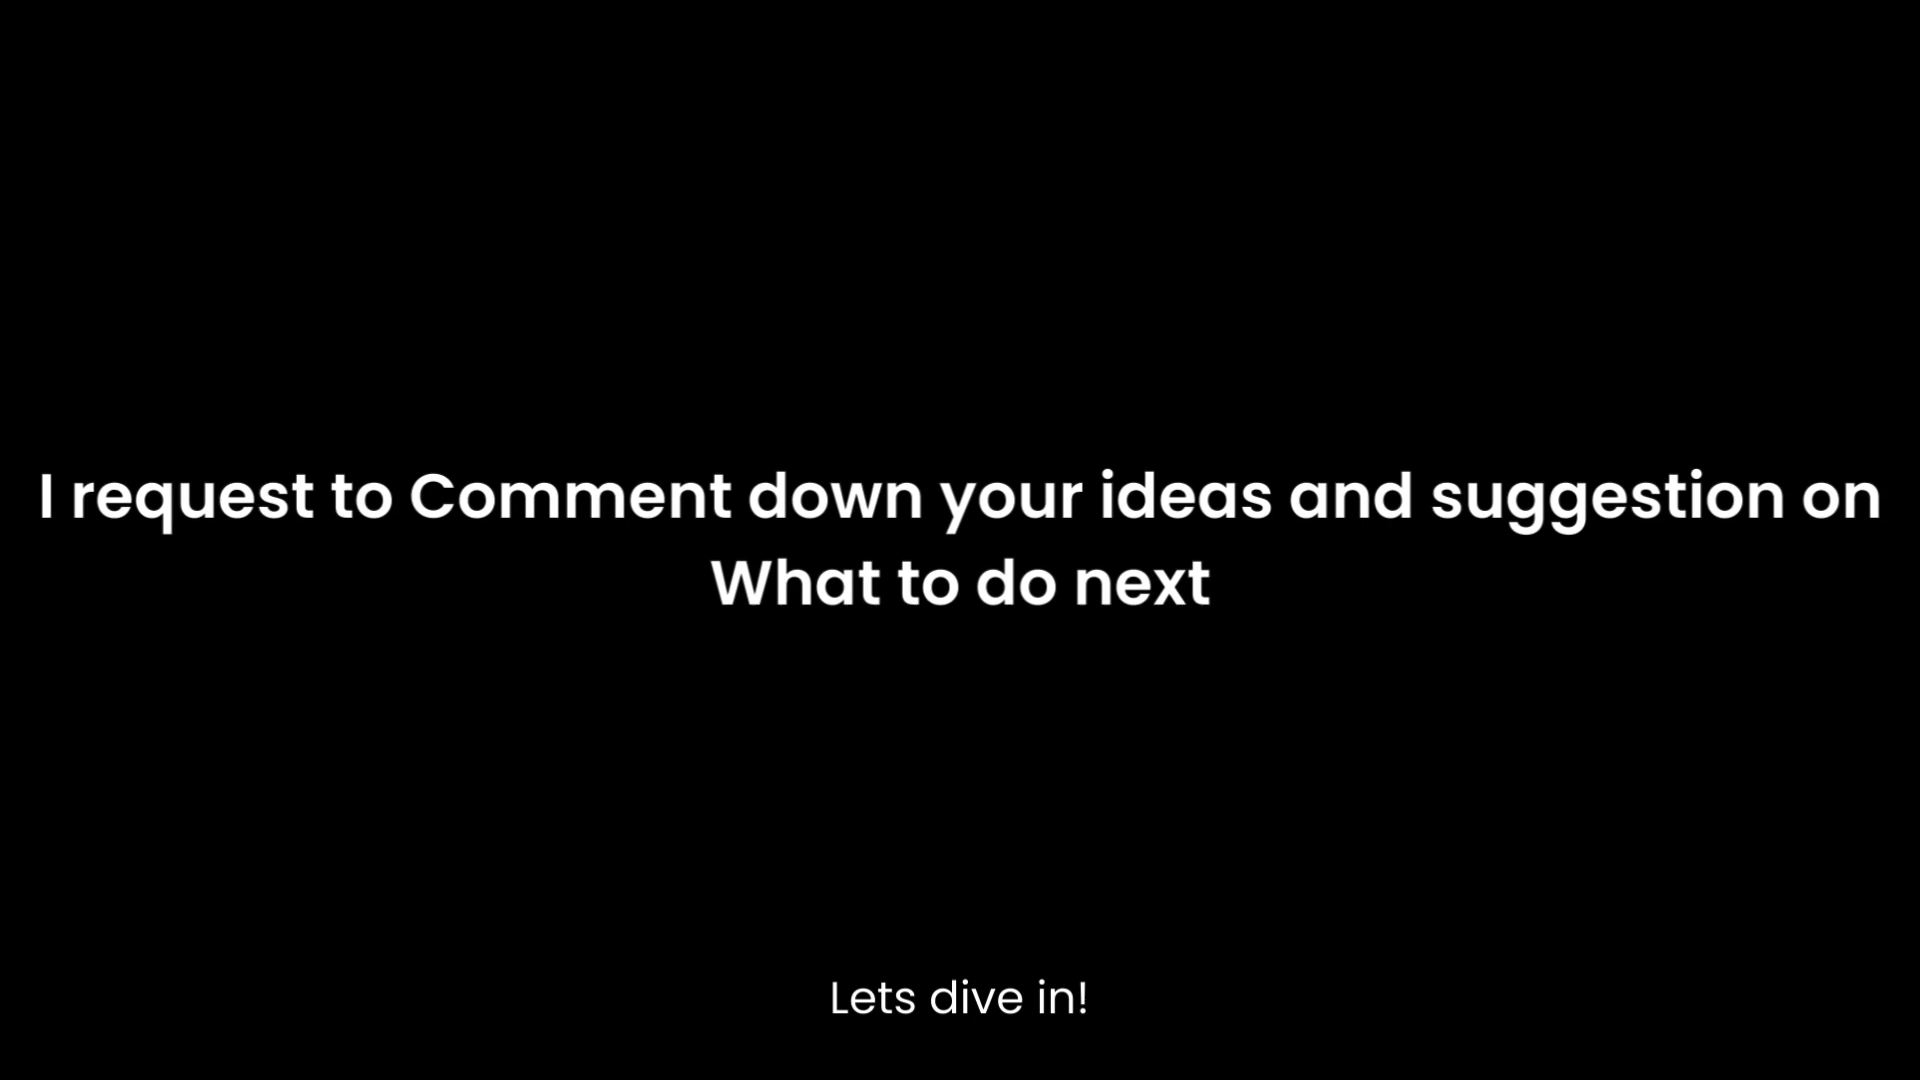 I request to Comment down your ideas and suggestion on
What to do next
Lets dive in!